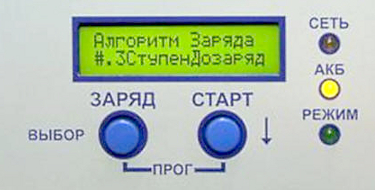 СЕТЬ
Алгоритм Заряда
#.3СтупенДозаряд
АКБ
ЗАРЯД СТАРТ
РЕЖИМ
ВЫБОР
ПРОГ